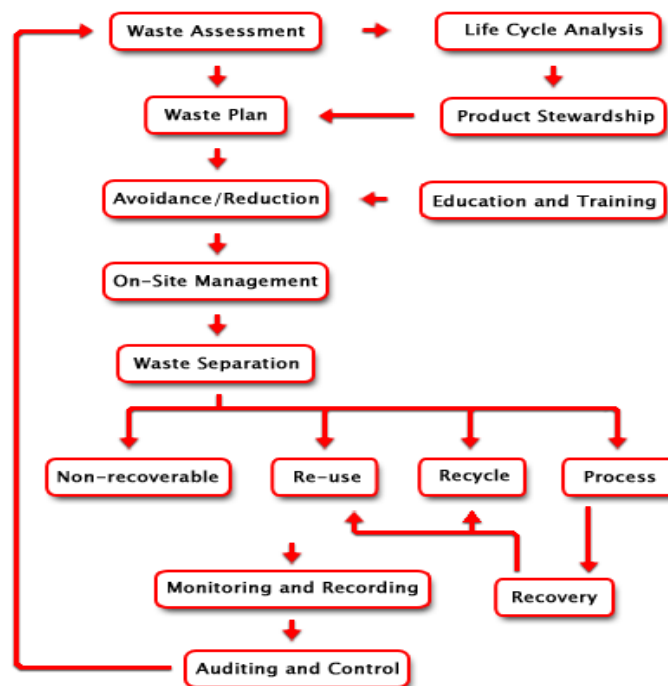 Waste Assessment
Life Cycle Analysis
Waste Plan
Product Stewardship
Avoidance/Reduction
Education and Training
On-Site Management
Waste Separation
Non-recoverable
Re-use
Recycle
Process
Monitoring and Recording
Recovery
Auditing and Control